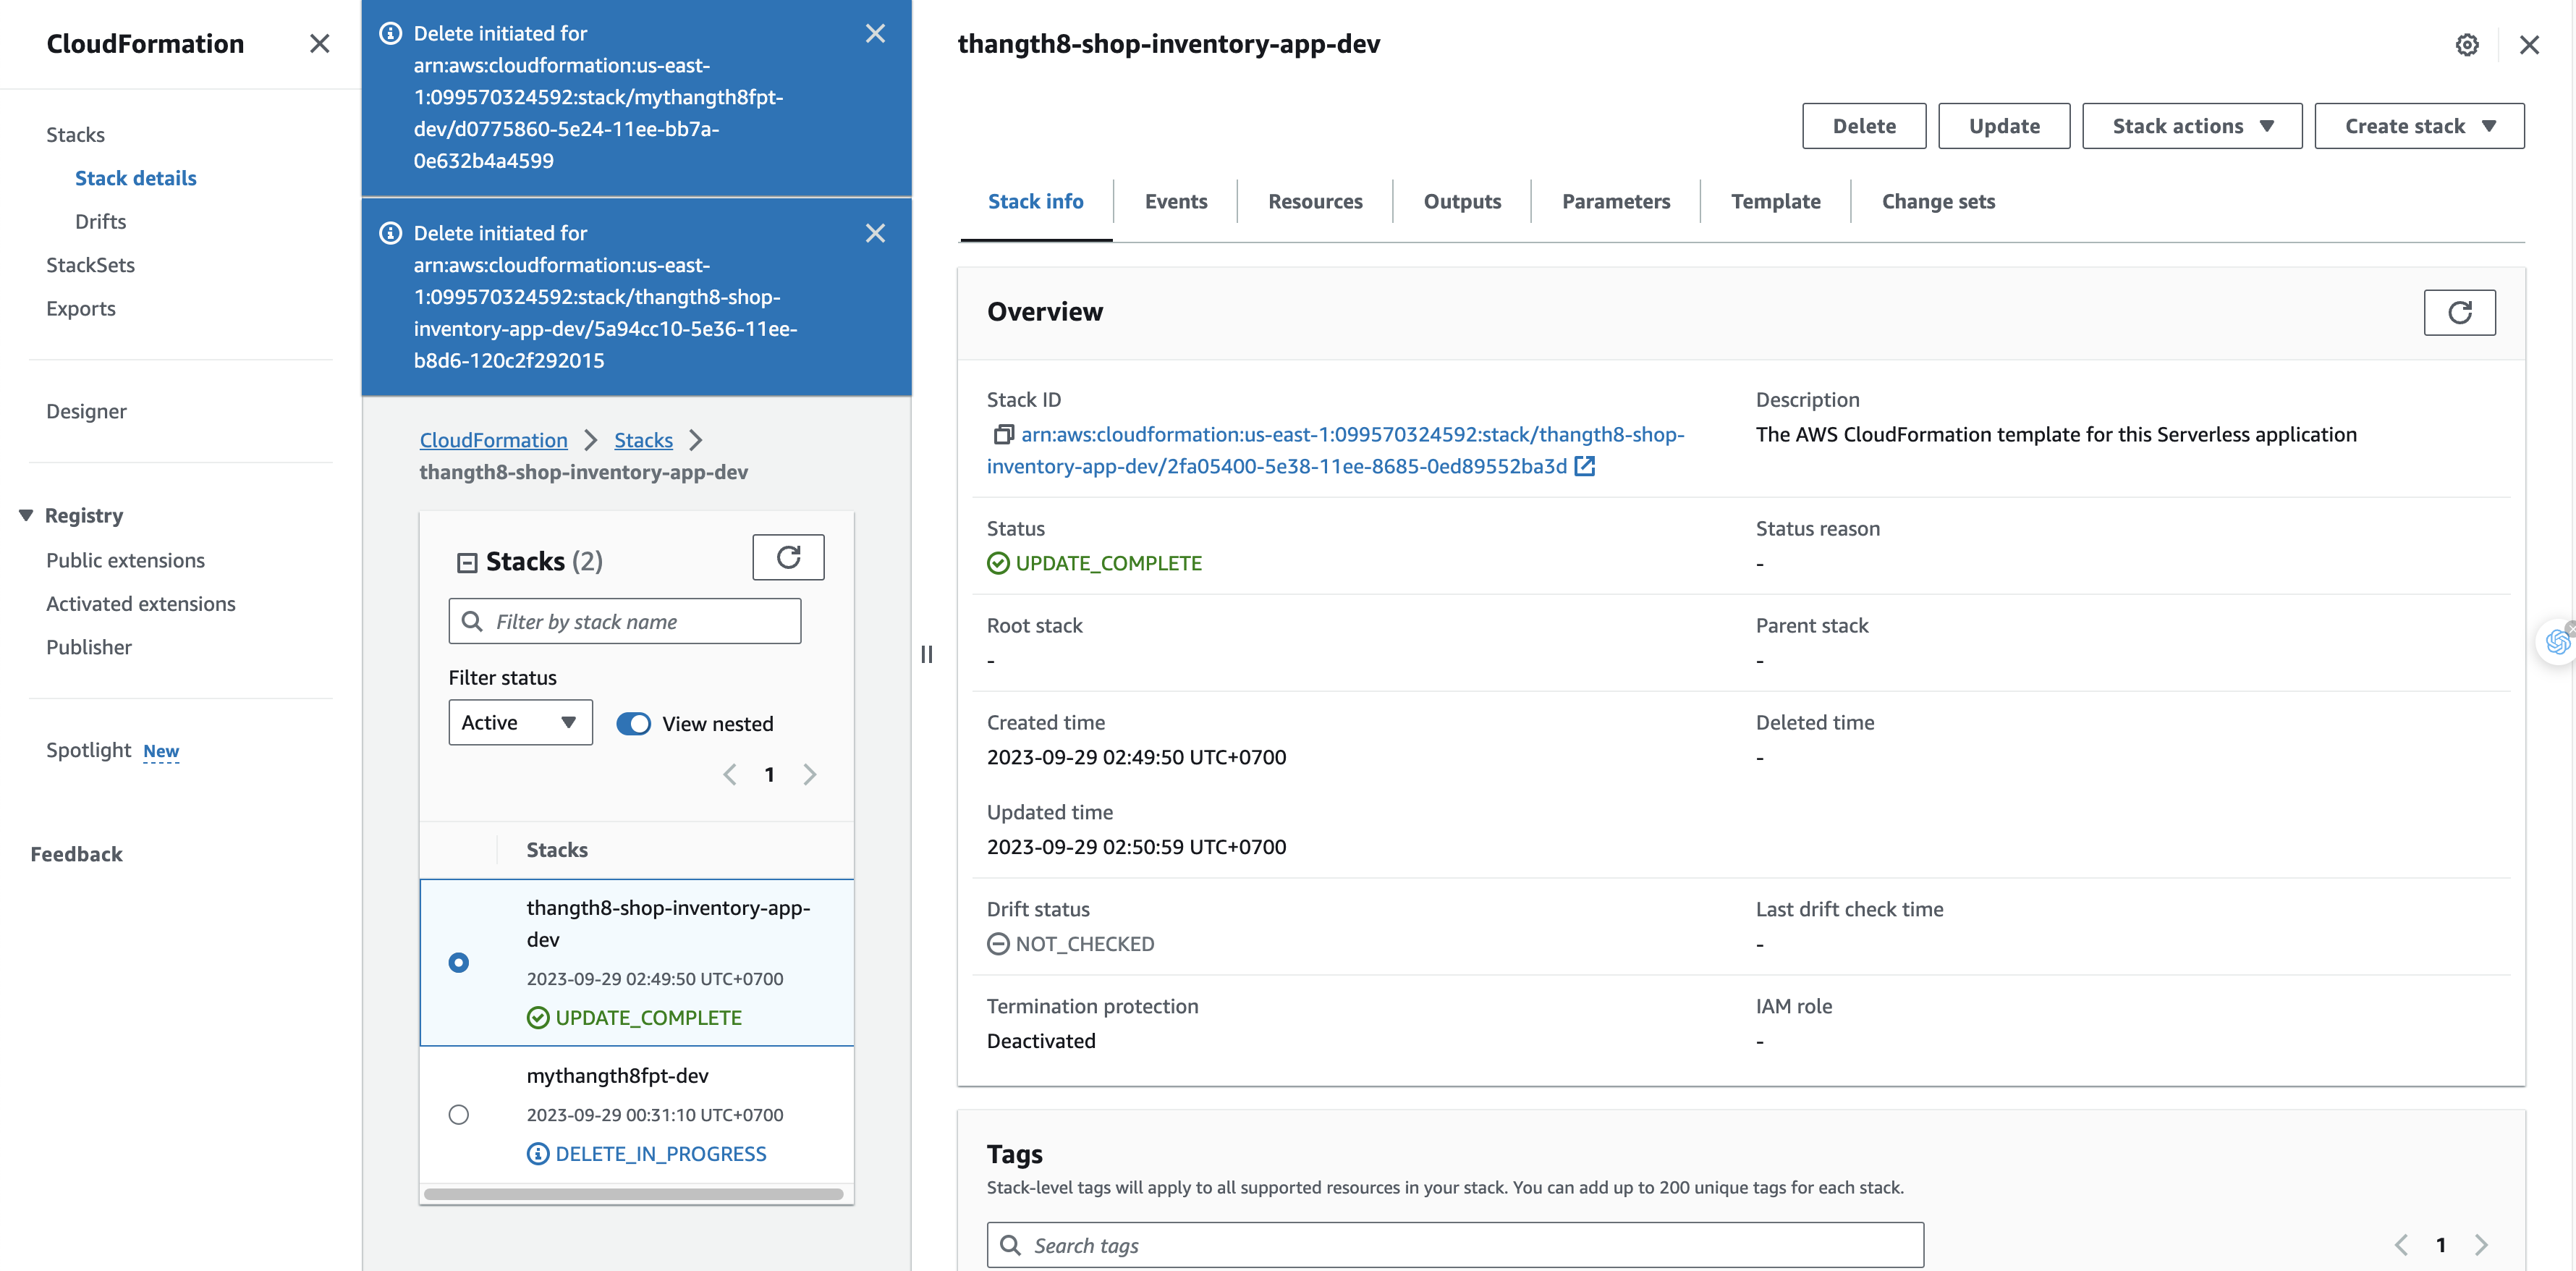 CloudFormation
Stacks
Stack details
Drifts
StackSets
Exports
Designer
Registry
Public extensions
Activated extensions
Publisher
Spotlight New
Feedback
Delete initiated for
arn:aws:cloudformation:us-east-
1:099570324592:stack/mythangth8fpt-
dev/d0775860-5e24-11ee-bb7a-
0e632b4a4599
Delete initiated for
arn:aws:cloudformation:us-east-
1:099570324592:stack/thangth8-shop-
inventory-app-dev/5a94cc10-5e36-11ee-
b8d6-120c2f292015
CloudFormation
Stacks
thangth8-shop-inventory-app-dev
Stacks (2)
Filter by stack name
Filter status
Active
View nested
1
Stacks
thangth8-shop-inventory-app-
dev
2023-09-29 02:49:50 UTC+0700
UPDATE_COMPLETE
mythangth8fpt-dev
2023-09-29 00:31:10 UTC+0700
DELETE_IN_PROGRESS
thangth8-shop-inventory-app-dev
Delete
Update
Stack actions
Create stack
Stack info
Events
Resources
Outputs
Parameters
Template
Change sets
Overview
Stack ID
arn:aws:cloudformation:us-east-1:099570324592:stack/thangth8-shop-
inventory-app-dev/2fa05400-5e38-11ee-8685-0ed89552ba3d
Description
The AWS CloudFormation template for this Serverless application
Status
UPDATE_COMPLETE
Status reason
-
Root stack
-
Parent stack
-
Created time
2023-09-29 02:49:50 UTC+0700
Deleted time
-
Updated time
2023-09-29 02:50:59 UTC+0700
Drift status
NOT_CHECKED
Last drift check time
-
Termination protection
Deactivated
IAM role
-
Tags
Stack-level tags will apply to all supported resources in your stack. You can add up to 200 unique tags for each stack.
Search tags
1